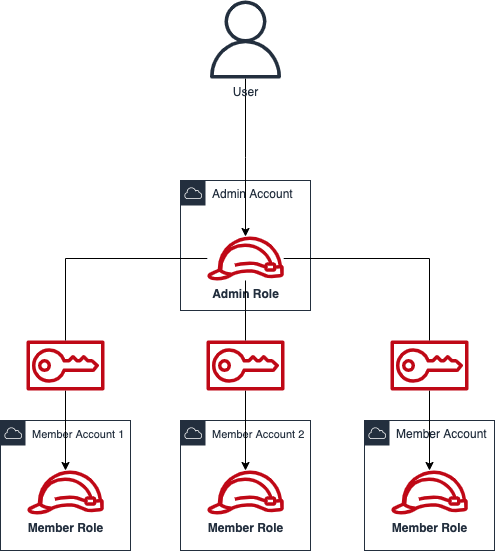 User
Admin Account
Admin Role
Member Account 1
Member Account 2
Member Account
Member Role
Member Role
Member Role